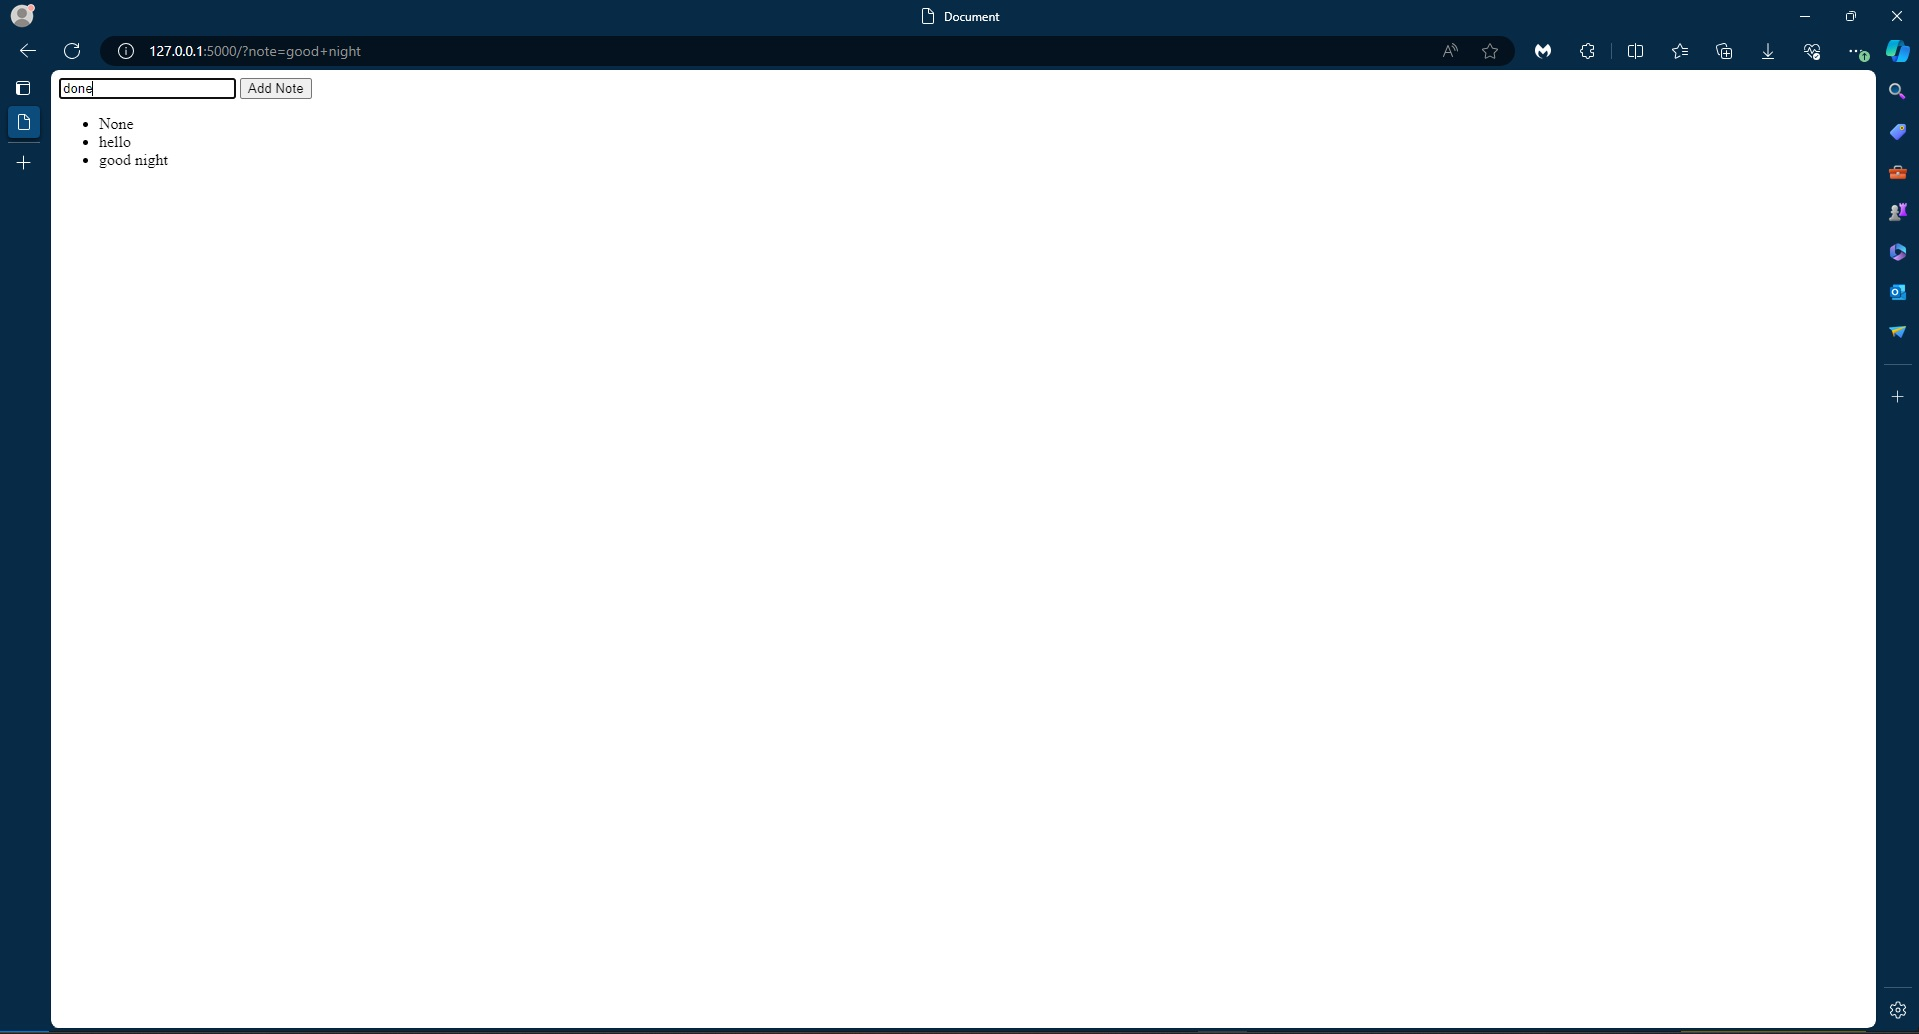 Document
127.0.0.1:5000/?note=good+night
done Add Note
None
hello
good night